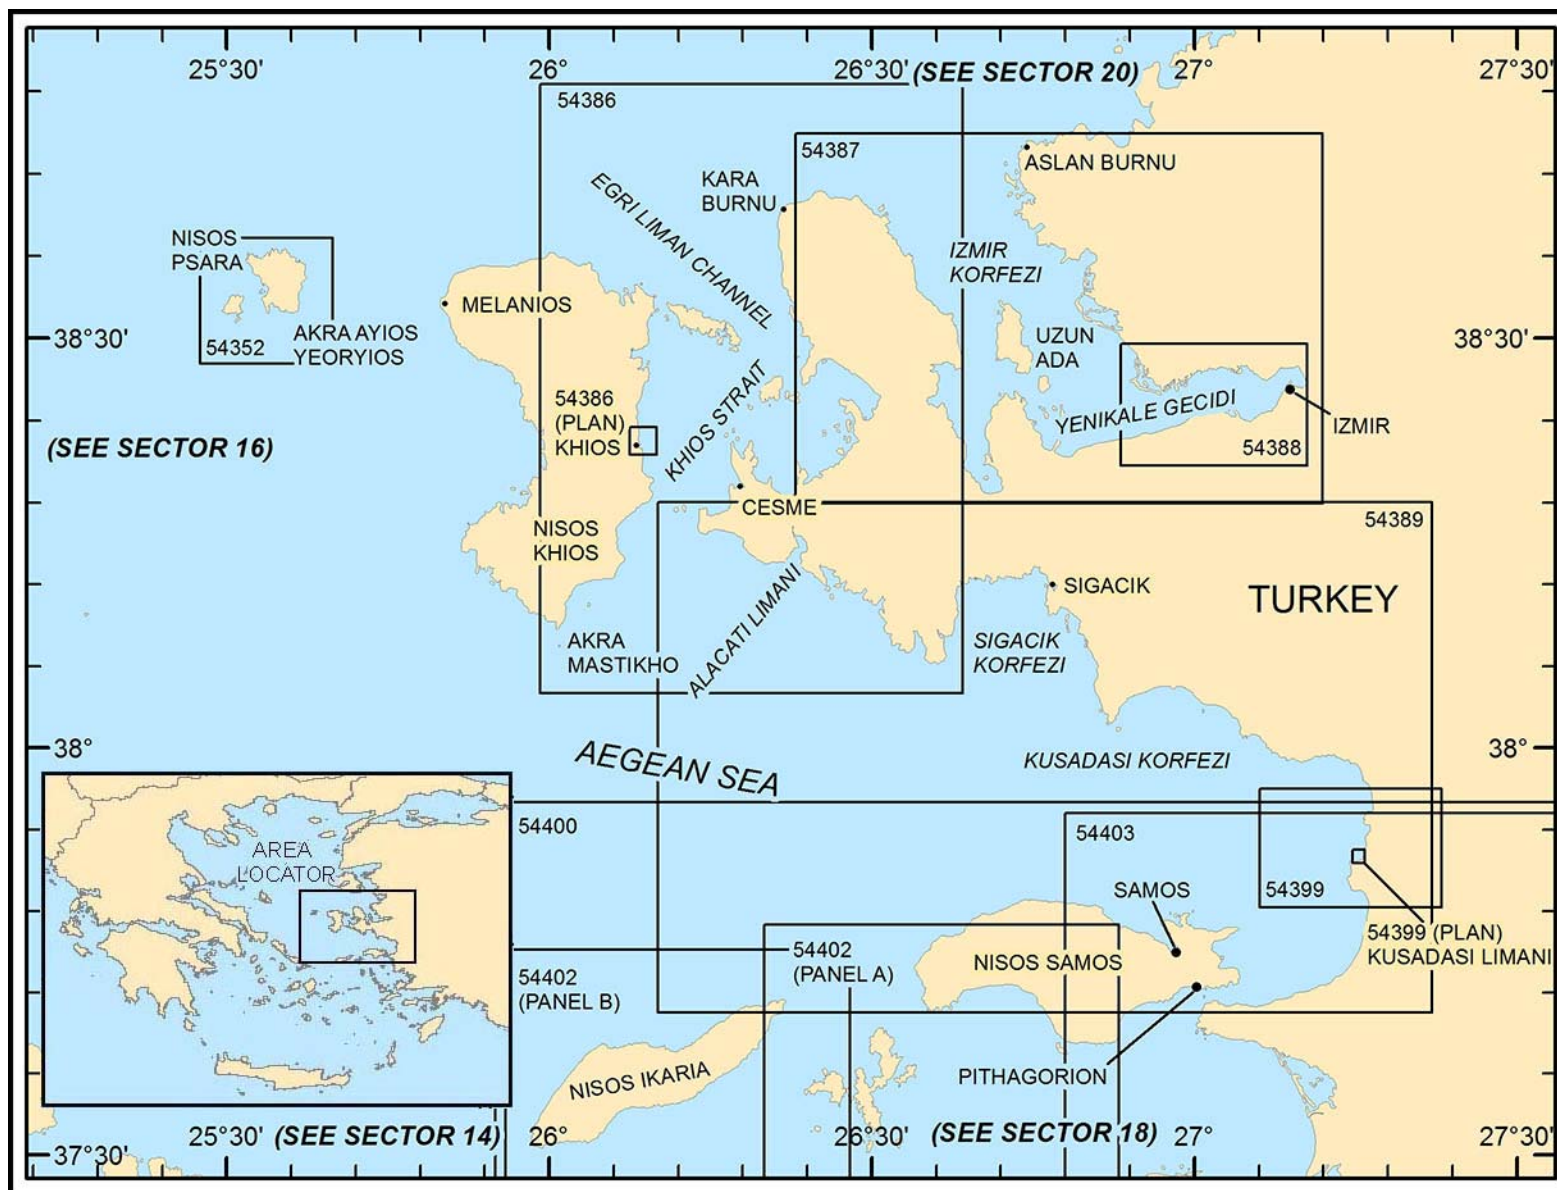 25°30'
26°
26°30'
(SEE SECTOR 20)
27°
27°30'
54386
54387
ASLAN BURNU
KARA
BURNU
EGRI LIMAN CHANNEL
IZMIR
KORFEZI
NISOS
PSARA
MELANIOS
38°30'
AKRA AYIOS
YEORYIOS
54352
UZUN
ADA
38°30'
54386
(PLAN)
KHIOS
KHIOS STRAIT
YENIKALE GECIDI
IZMIR
54388
(SEE SECTOR 16)
CESME
54389
NISOS
KHIOS
SIGACIK
TURKEY
ALACATI LIMANI
AKRA
MASTIKHO
SIGACIK
KORFEZI
38°
AEGEAN SEA
KUSADASI KORFEZI
38°
54400
54403
AREA
LOCATOR
SAMOS
54399
54399 (PLAN)
KUSADASI LIMANI
54402
(PANEL A)
NISOS SAMOS
54402
(PANEL B)
NISOS IKARIA
PITHAGORION
25°30'
(SEE SECTOR 14)
26°
26°30'
(SEE SECTOR 18)
27°
27°30'
37°30'